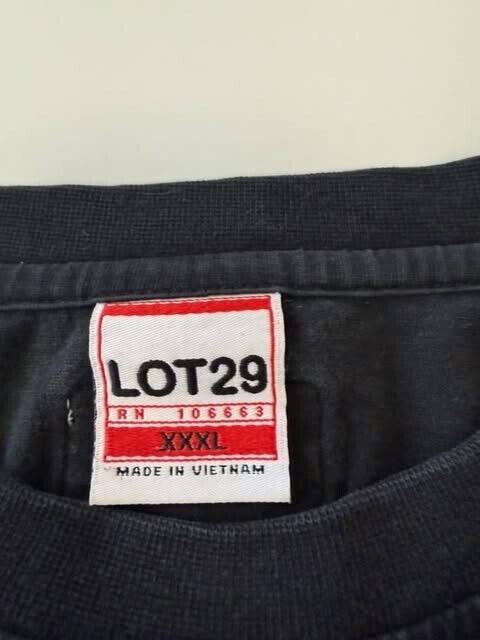 LOT29
RN 106663
XXXL
MADE IN VIETNAM